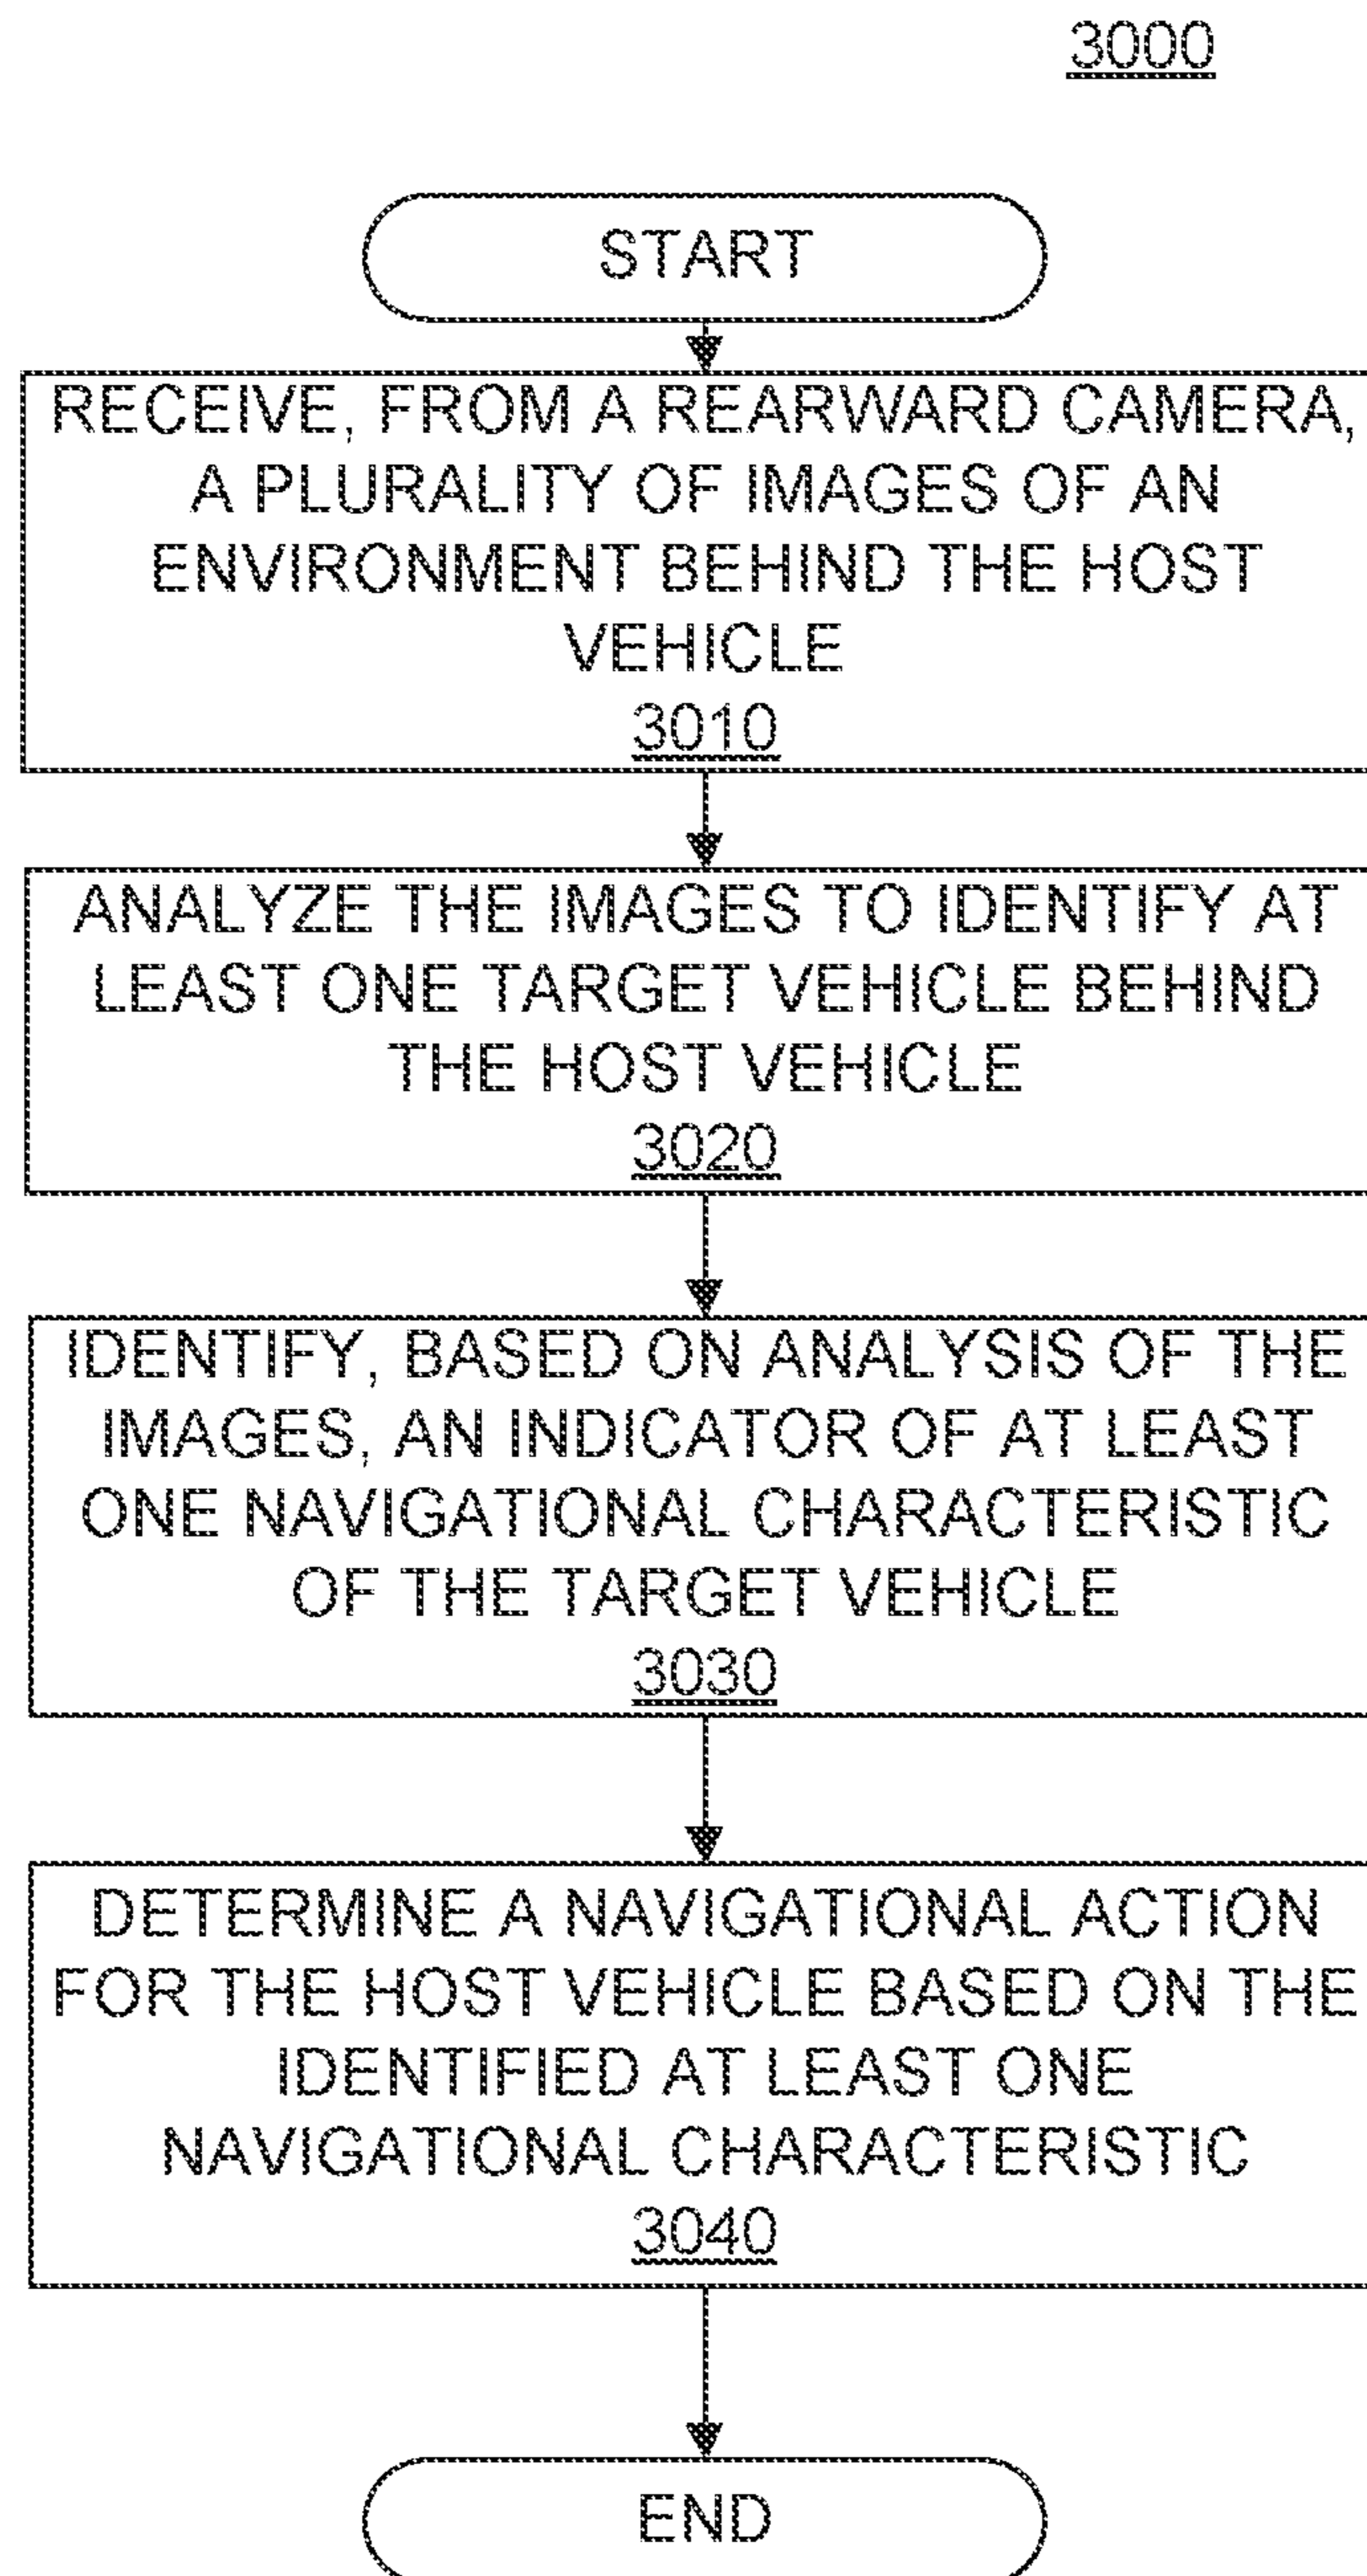 3000
START
RECEIVE, FROM A REARWARD CAMERA,
A PLURALITY OF IMAGES OF AN
ENVIRONMENT BEHIND THE HOST
VEHICLE
3010
ANALYZE THE IMAGES TO IDENTIFY AT
LEAST ONE TARGET VEHICLE BEHIND
THE HOST VEHICLE
3020
IDENTIFY, BASED ON ANALYSIS OF THE
IMAGES, AN INDICATOR OF AT LEAST
ONE NAVIGATIONAL CHARACTERISTIC
OF THE TARGET VEHICLE
3030
DETERMINE A NAVIGATIONAL ACTION
FOR THE HOST VEHICLE BASED ON THE
IDENTIFIED AT LEAST ONE
NAVIGATIONAL CHARACTERISTIC
3040
END